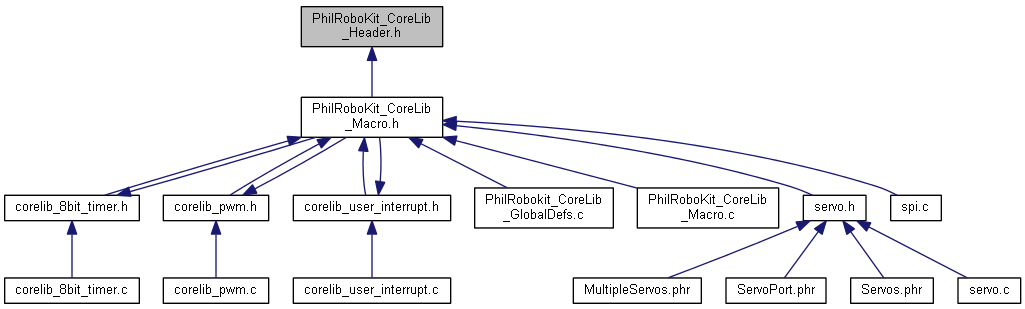 PhilRoboKit_CoreLib
_Header.h
PhilRoboKit_CoreLib
_Macro.h
corelib_8bit_timer.h
corelib_pwm.h
corelib_user_interrupt.h
PhilRobokit_CoreLib
_GlobalDefs.c
PhilRoboKit_CoreLib
_Macro.c
servo.h
spi.c
corelib_8bit_timer.c
corelib_pwm.c
corelib_user_interrupt.c
MultipleServos.phr
ServoPort.phr
Servos.phr
servo.c